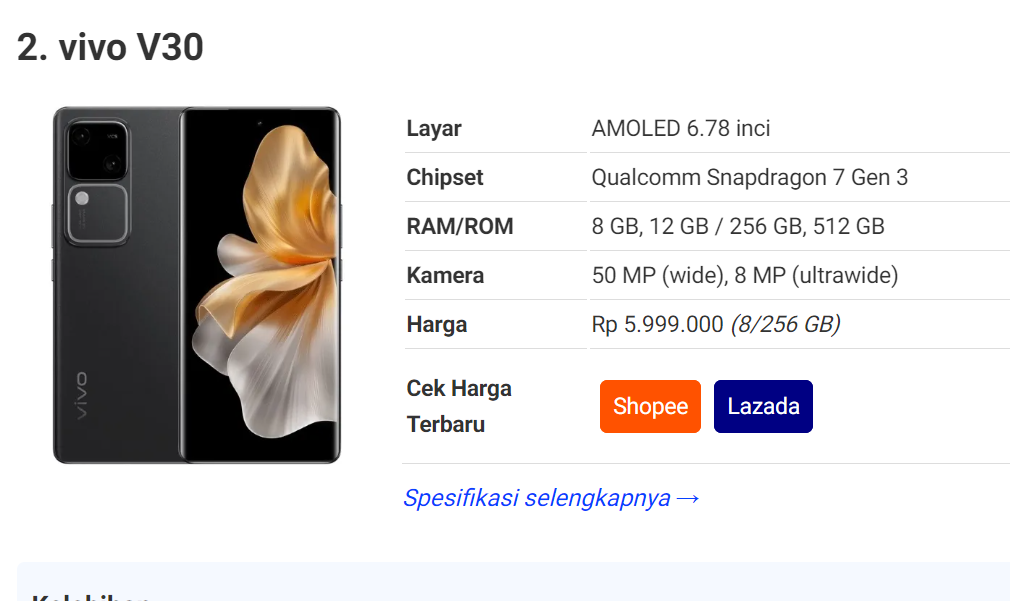 2. vivo V30
vivo
Layar AMOLED 6.78 inci
Chipset Qualcomm Snapdragon 7 Gen 3
RAM/ROM 8 GB, 12 GB / 256 GB, 512 GB
Kamera 50 MP (wide), 8 MP (ultrawide)
Harga Rp 5.999.000 (8/256 GB)
Cek Harga
Terbaru
Shopee Lazada
Spesifikasi selengkapnya →